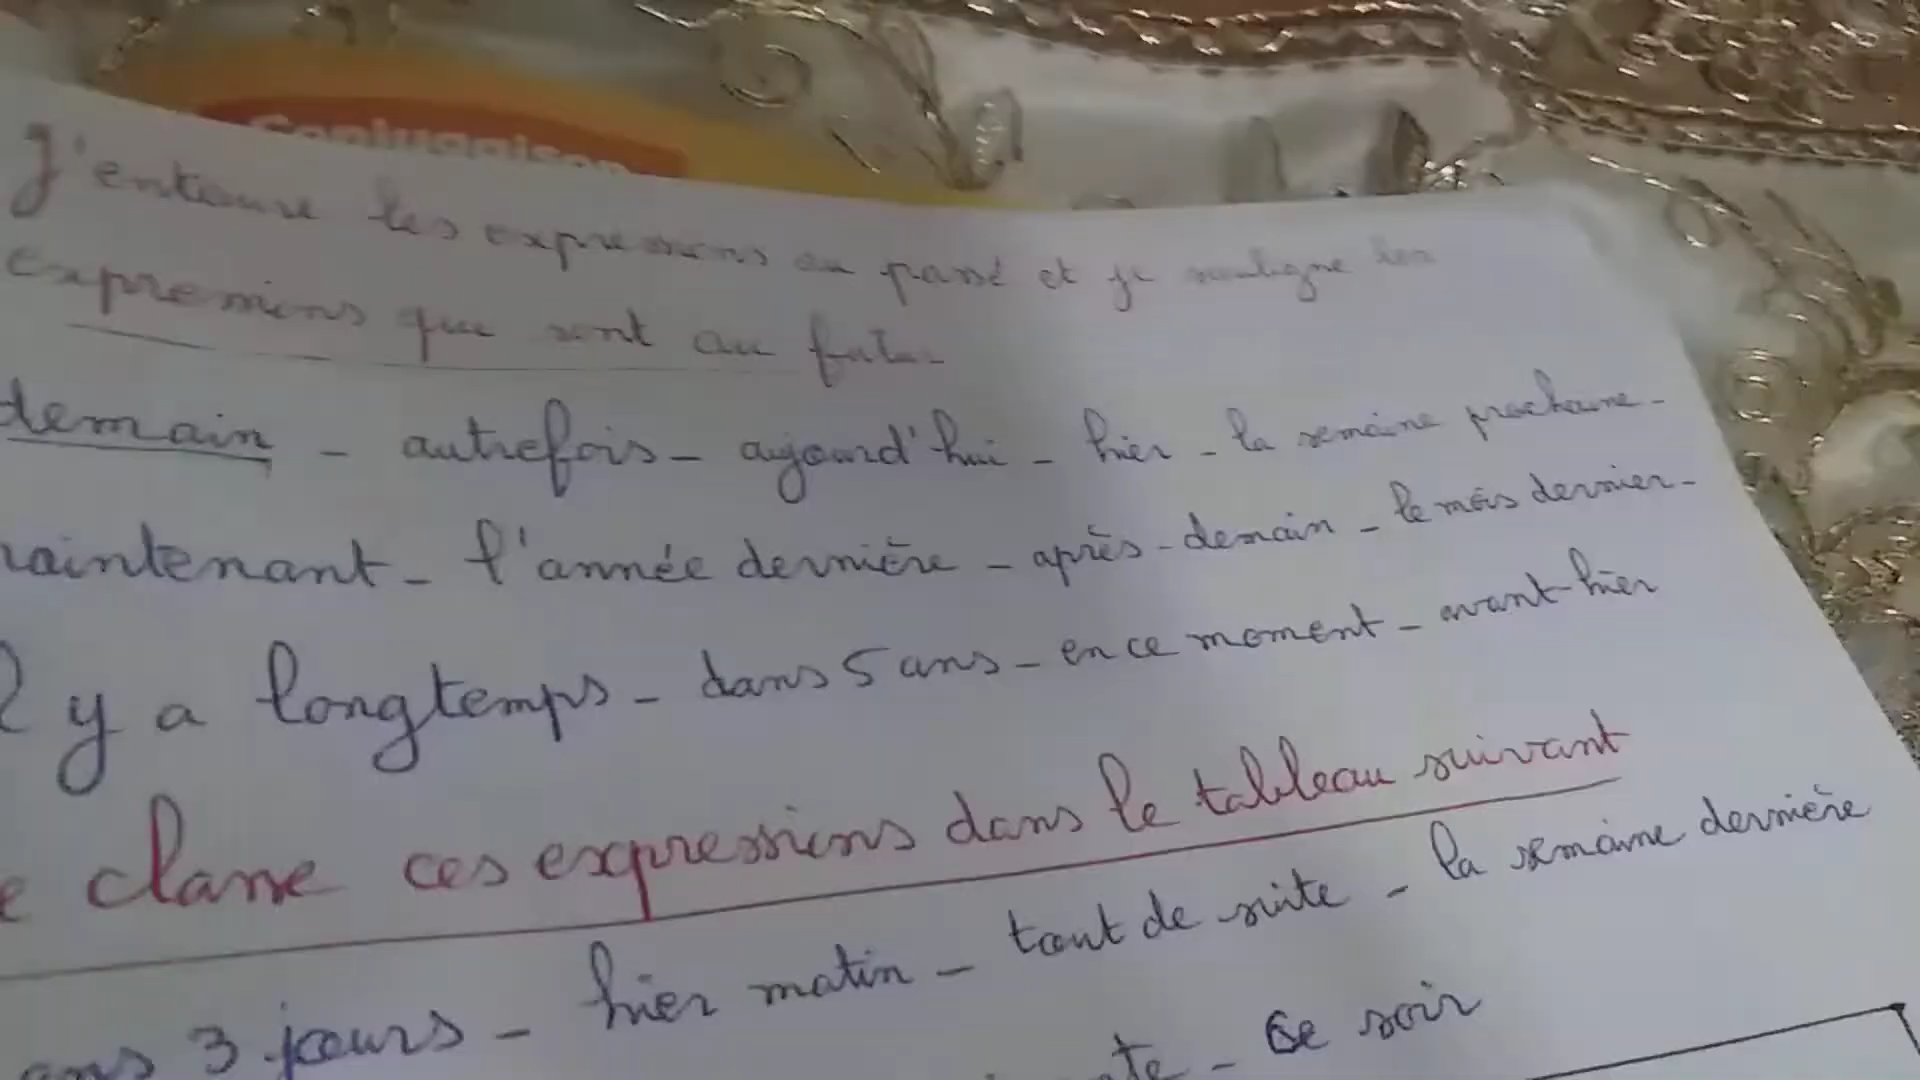 Conjugaison
J'entoure les expressions au passé et je souligne les
expressions qui sont au futur
demain - autrefois - aujourd'hui - hier - la semaine prochaine -
maintenant - l'année dernière - après-demain - le mois dernier -
il y a longtemps - dans 5 ans - en ce moment - avant-hier
e classe ces expressions dans le tableau suivant
ans 3 jours - hier matin - tout de suite - la semaine dernière
- Ce soir